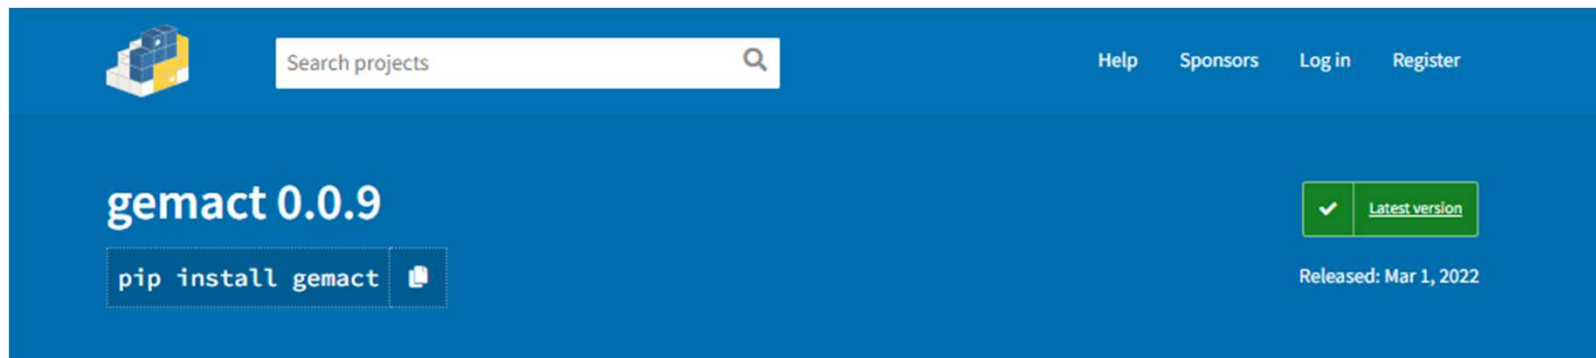 Search projects
Help Sponsors Log in Register
gemact 0.0.9
Latest version
pip install gemact
Released: Mar 1, 2022